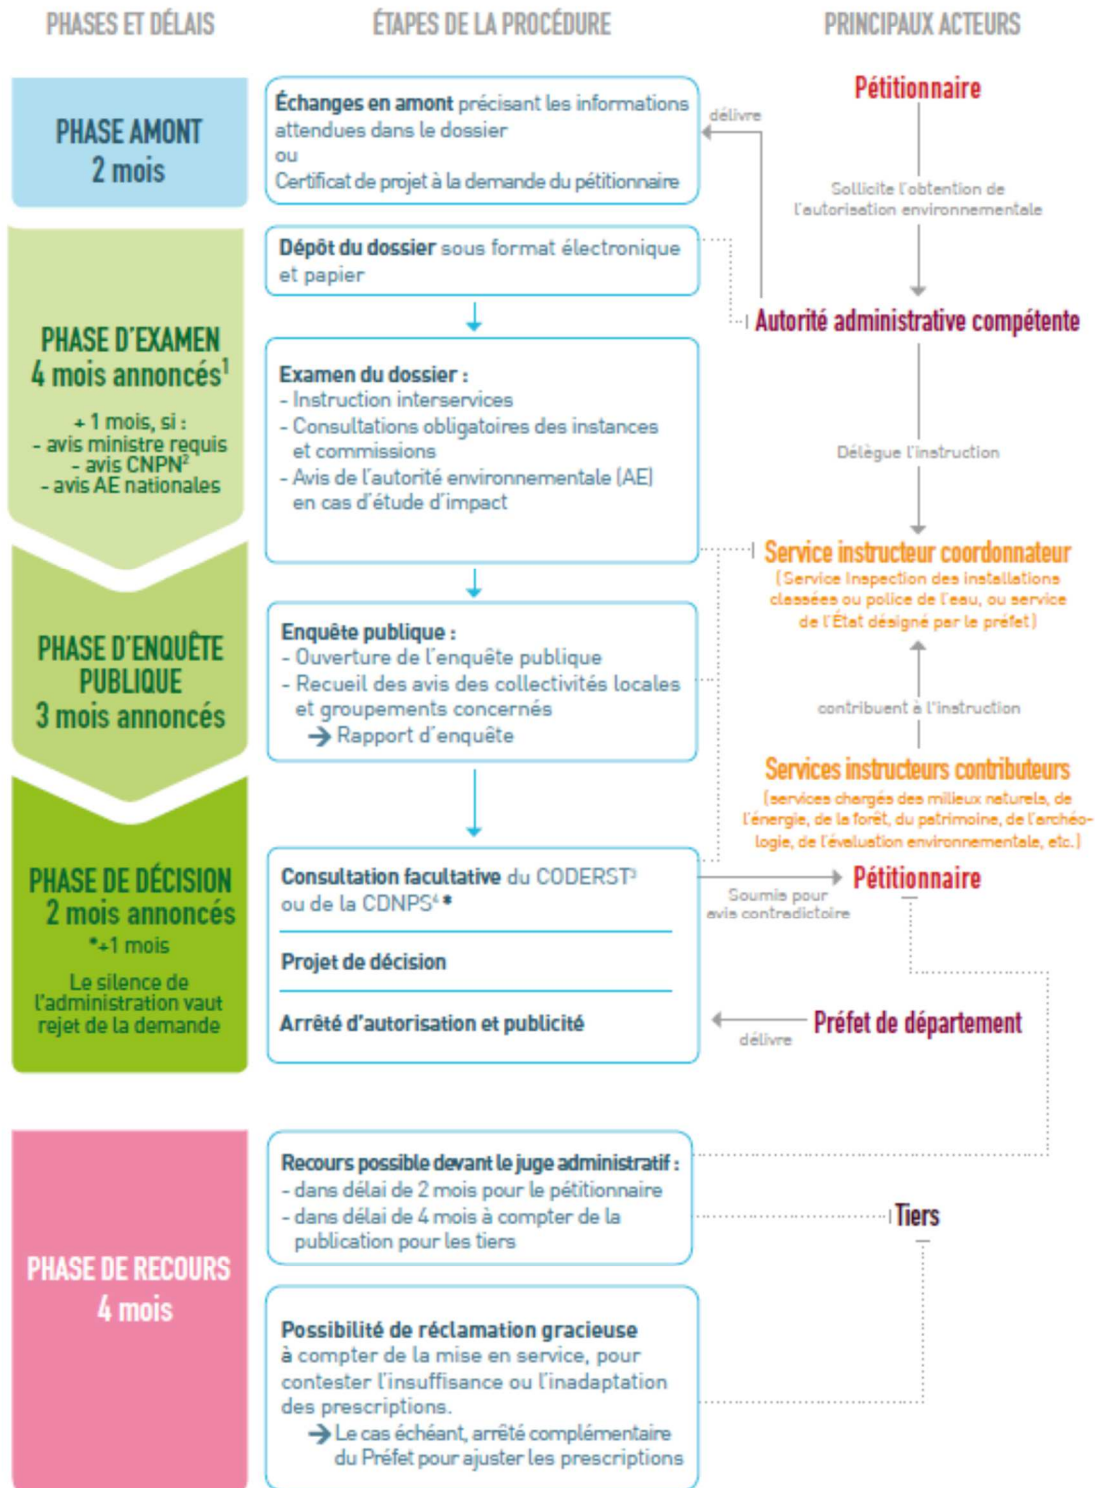 PHASES ET DÉLAIS
ÉTAPES DE LA PROCÉDURE
PRINCIPAUX ACTEURS
PHASE AMONT
2 mois
Échanges en amont précisant les informations
attendues dans le dossier
ou
Certificat de projet à la demande du pétitionnaire
délivre
Pétitionnaire
Sollicite l'obtention de
l'autorisation environnementale
Dépôt du dossier sous format électronique
et papier
Autorité administrative compétente
PHASE D'EXAMEN
4 mois annoncés¹
+ 1 mois, si :
- avis ministre requis
- avis CNPN²
- avis AE nationales
Examen du dossier :
- Instruction interservices
- Consultations obligatoires des instances
et commissions
- Avis de l'autorité environnementale (AE)
en cas d'étude d'impact
Délègue l'instruction
Service instructeur coordonnateur
(Service Inspection des installations
classées ou police de l'eau, ou service
de l'État désigné par le préfet)
PHASE D'ENQUÊTE
PUBLIQUE
3 mois annoncés
Enquête publique :
- Ouverture de l'enquête publique
- Recueil des avis des collectivités locales
et groupements concernés
→ Rapport d'enquête
contribuent à l'instruction
Services instructeurs contributeurs
(services chargés des milieux naturels, de
l'énergie, de la forêt, du patrimoine, de l'archéo-
logie, de l'évaluation environnementale, etc.)
PHASE DE DÉCISION
2 mois annoncés
*+1 mois
Le silence de
l'administration vaut
rejet de la demande
Consultation facultative du CODERST³
ou de la CDNPS⁴ *
Projet de décision
Arrêté d'autorisation et publicité
Soumis pour
avis contradictoire
Pétitionnaire
délivre
Préfet de département
PHASE DE RECOURS
4 mois
Recours possible devant le juge administratif :
- dans délai de 2 mois pour le pétitionnaire
- dans délai de 4 mois à compter de la
publication pour les tiers
Tiers
Possibilité de réclamation gracieuse
à compter de la mise en service, pour
contester l'insuffisance ou l'inadaptation
des prescriptions.
→ Le cas échéant, arrêté complémentaire
du Préfet pour ajuster les prescriptions